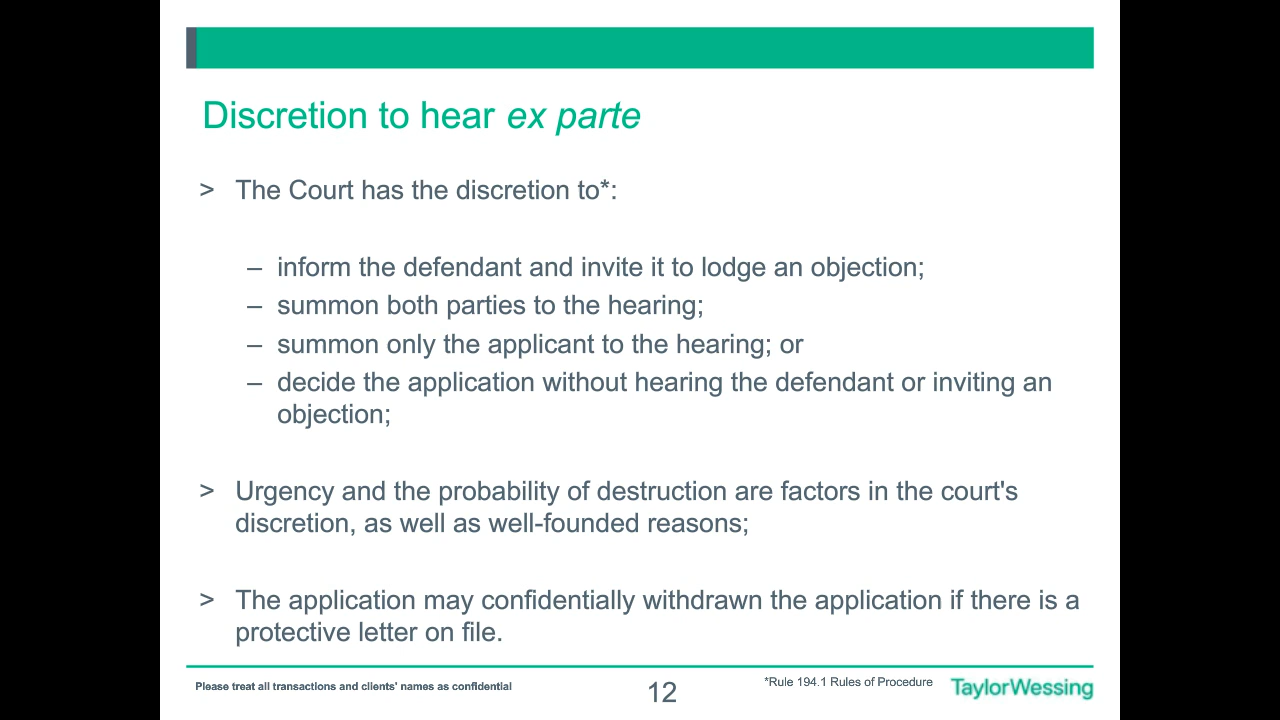 Discretion to hear ex parte
> The Court has the discretion to*:
– inform the defendant and invite it to lodge an objection;
– summon both parties to the hearing;
– summon only the applicant to the hearing; or
– decide the application without hearing the defendant or inviting an
objection;
> Urgency and the probability of destruction are factors in the court's
discretion, as well as well-founded reasons;
> The application may confidentially withdrawn the application if there is a
protective letter on file.
Please treat all transactions and clients' names as confidential
12
*Rule 194.1 Rules of Procedure
TaylorWessing